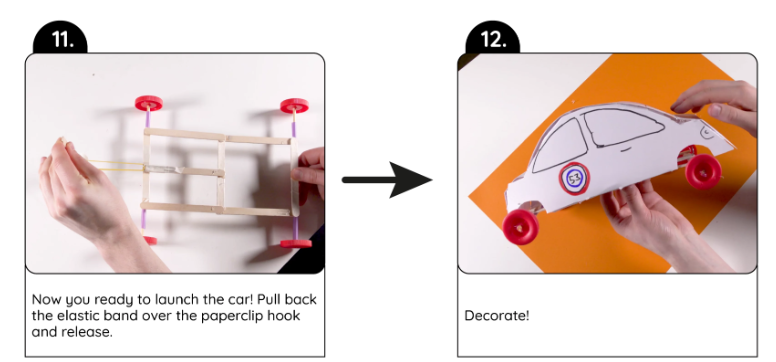 11.
12.
53
Now you ready to launch the car! Pull back
the elastic band over the paperclip hook
and release.
Decorate!